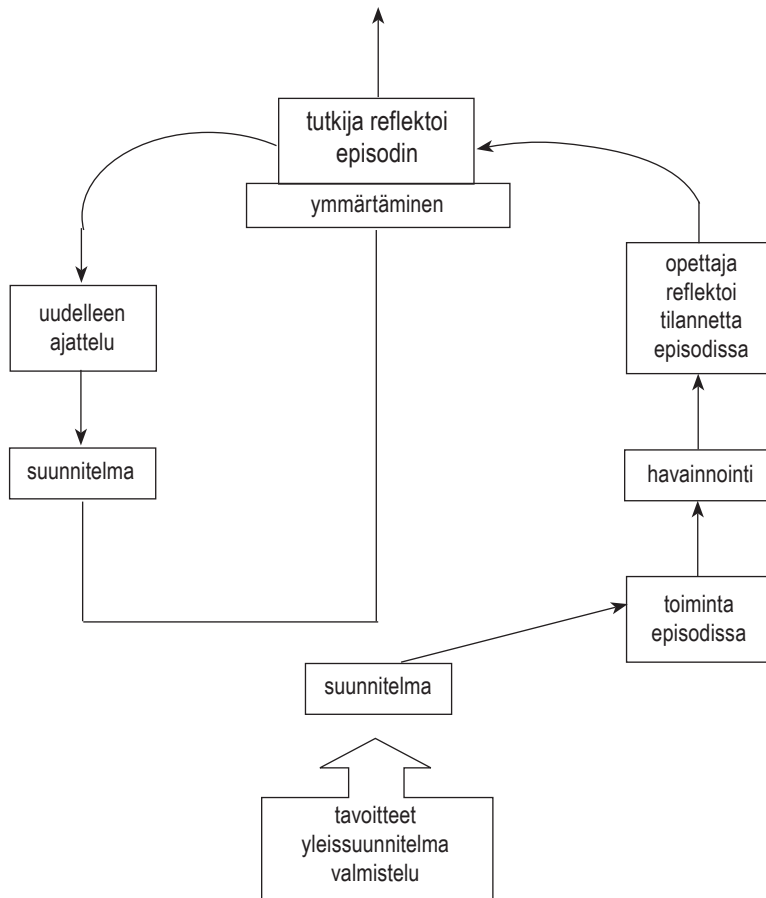 tutkija reflektoi
episodin
ymmärtäminen
opettaja
reflektoi
tilannetta
episodissa
uudelleen
ajattelu
suunnitelma
havainnointi
toiminta
episodissa
suunnitelma
tavoitteet
yleissuunnitelma
valmistelu